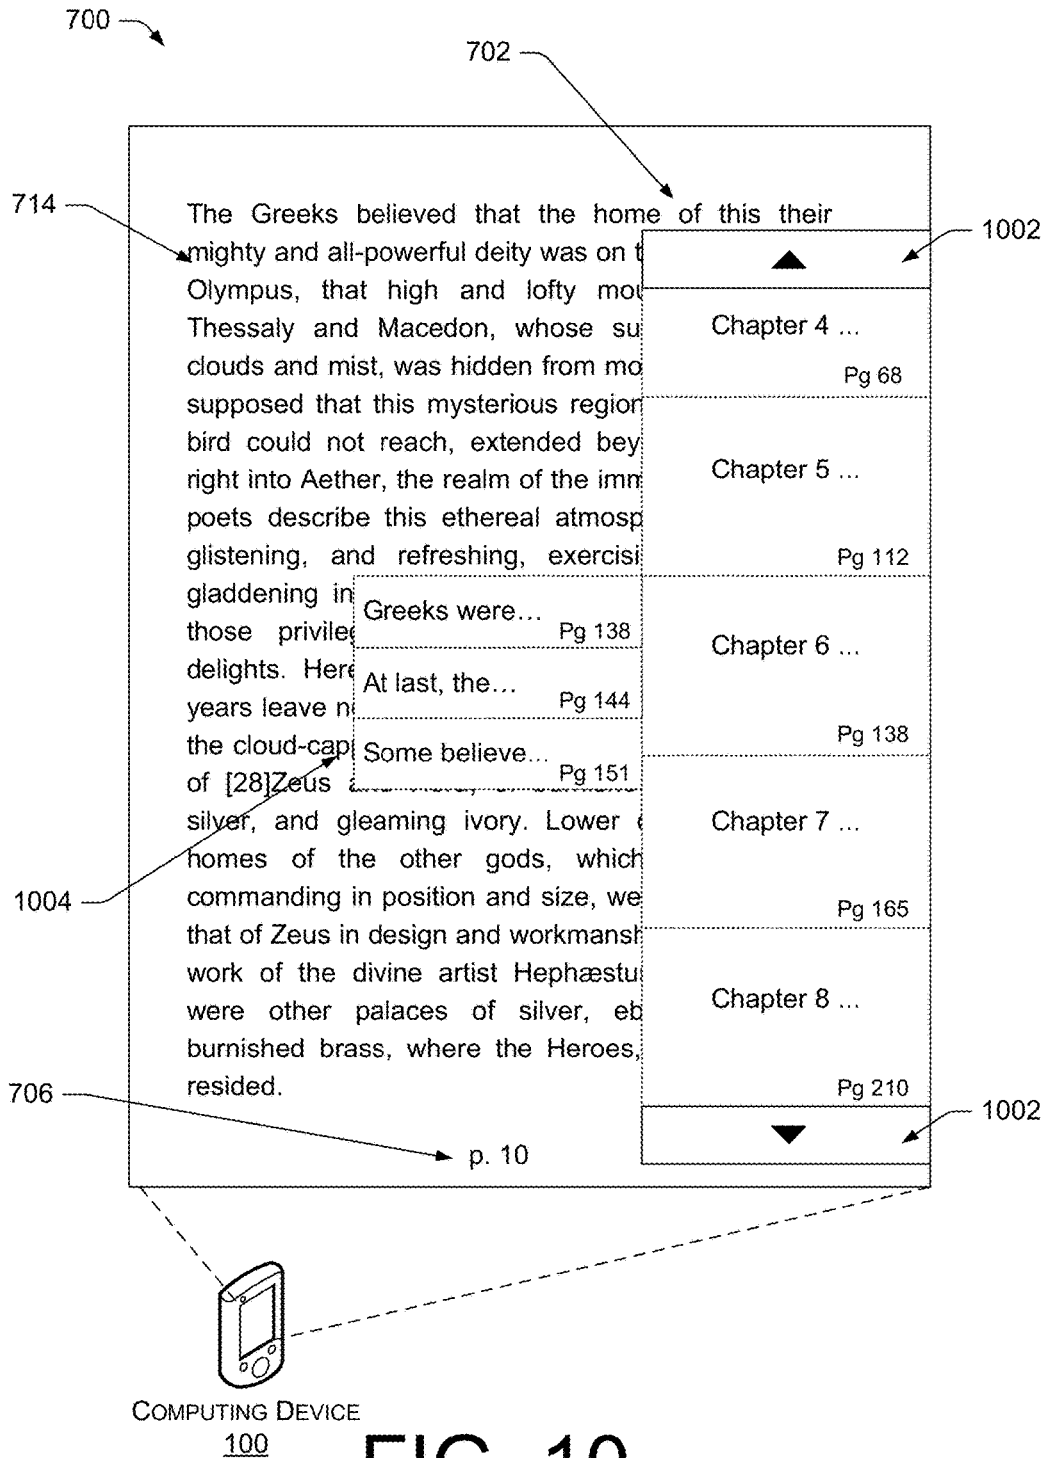 700
702
714
The Greeks believed that the home of this their
mighty and all-powerful deity was on t
Olympus, that high and lofty mou
Thessaly and Macedon, whose su
clouds and mist, was hidden from mo
supposed that this mysterious region
bird could not reach, extended bey
right into Aether, the realm of the imm
poets describe this ethereal atmosp
glistening, and refreshing, exercisi
gladdening in
those privileg
delights. Here
years leave n
the cloud-capp
of [28]Zeus
silver, and gleaming ivory. Lower
homes of the other gods, which
commanding in position and size, we
that of Zeus in design and workmansh
work of the divine artist Hephæstu
were other palaces of silver, eb
burnished brass, where the Heroes,
resided.
1002
Chapter 4 ...
Pg 68
Chapter 5 ...
Pg 112
Chapter 6 ...
Pg 138
Chapter 7 ...
Pg 165
Chapter 8 ...
Pg 210
1002
Greeks were...
Pg 138
At last, the...
Pg 144
Some believe...
Pg 151
1004
706
p. 10
COMPUTING DEVICE
100
FIG. 10